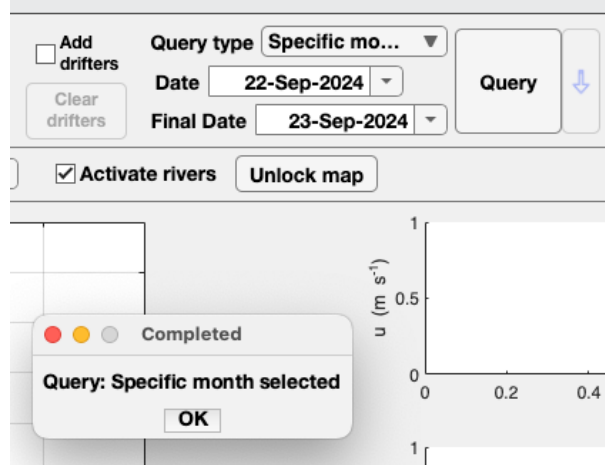 Add drifters
Query type Specific mo...
Date 22-Sep-2024
Query
Clear drifters
Final Date 23-Sep-2024
Activate rivers Unlock map
Completed
Query: Specific month selected
OK
1
0.5
0
u (m s⁻¹)
0 0.2 0.4
1